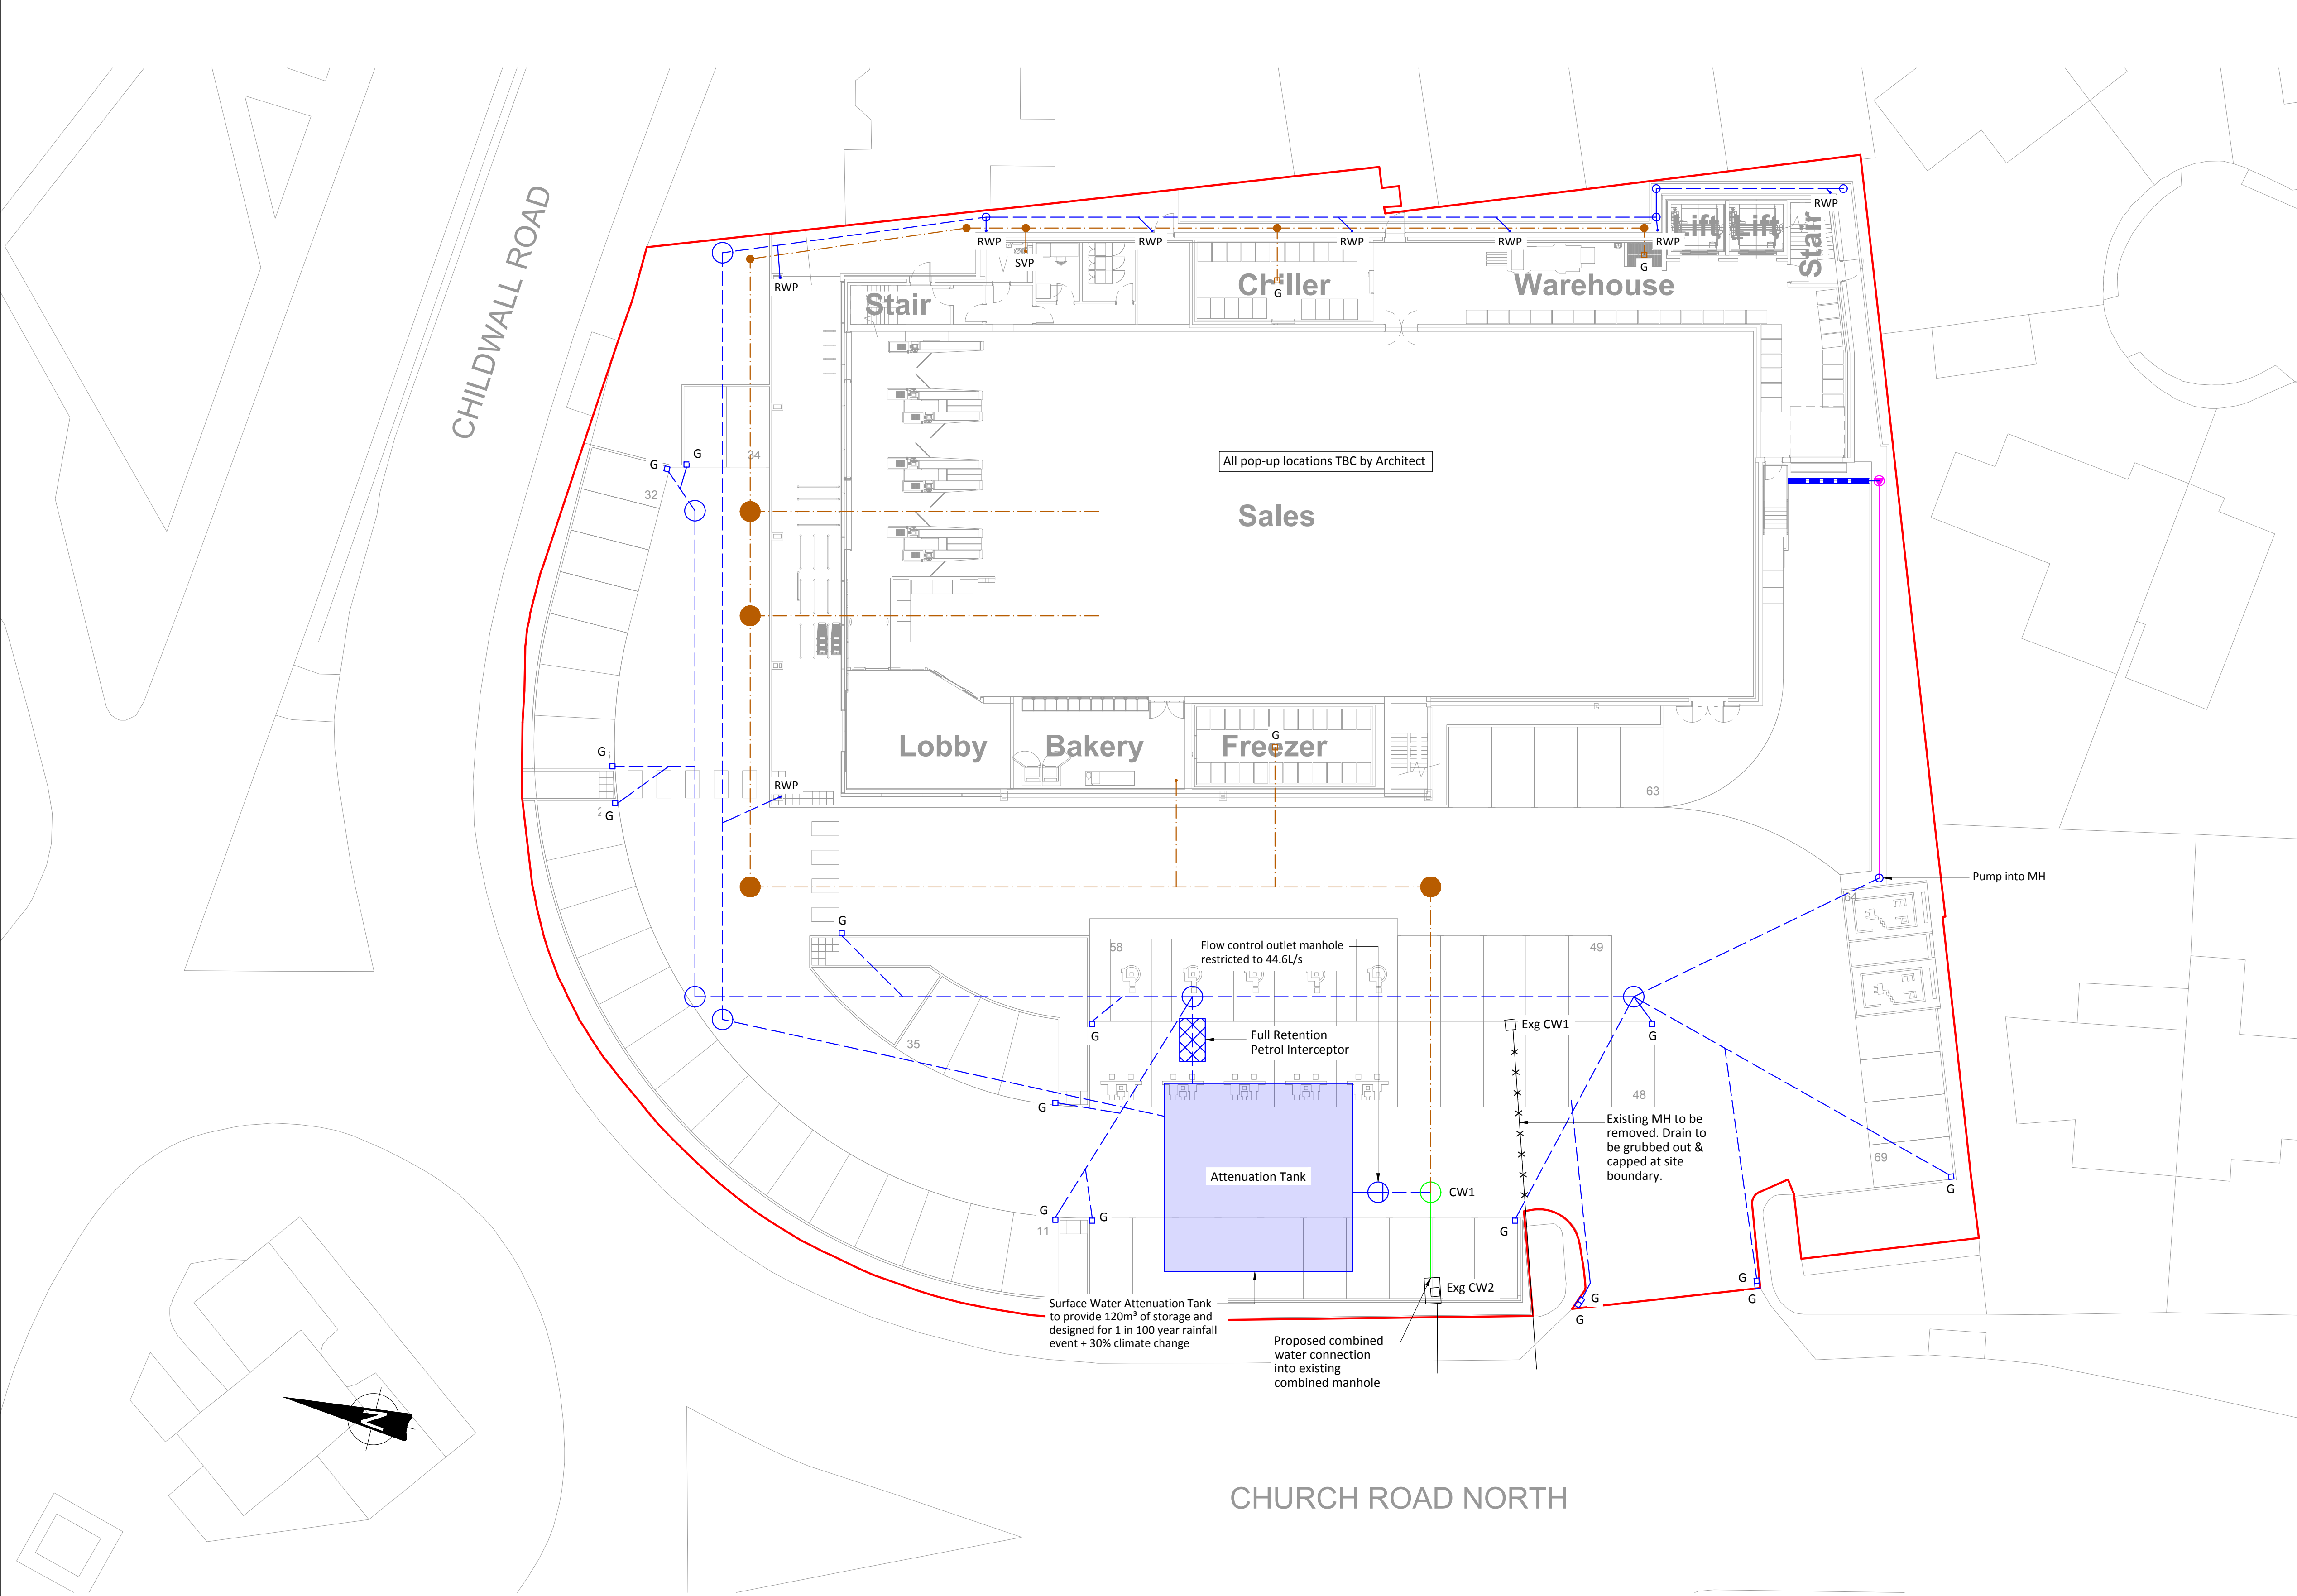 CHILDWALL ROAD
RWP
RWP
RWP
RWP
RWP
RWP
SVP
G
G
RWP
Lift
Lift
Stair
Stair
Chiller
Warehouse
34
32
G
G
All pop-up locations TBC by Architect
Sales
Lobby
Bakery
Freezer
G
G
G
RWP
63
Pump into MH
64
G
58
Flow control outlet manhole
restricted to 44.6L/s
49
Exg CW1
Full Retention
Petrol Interceptor
G
G
35
G
48
Existing MH to be
removed. Drain to
be grubbed out &
capped at site
boundary.
69
Attenuation Tank
CW1
G
G
G
G
11
G
Exg CW2
G
G
G
G
Surface Water Attenuation Tank
to provide 120m³ of storage and
designed for 1 in 100 year rainfall
event + 30% climate change
Proposed combined
water connection
into existing
combined manhole
N
CHURCH ROAD NORTH